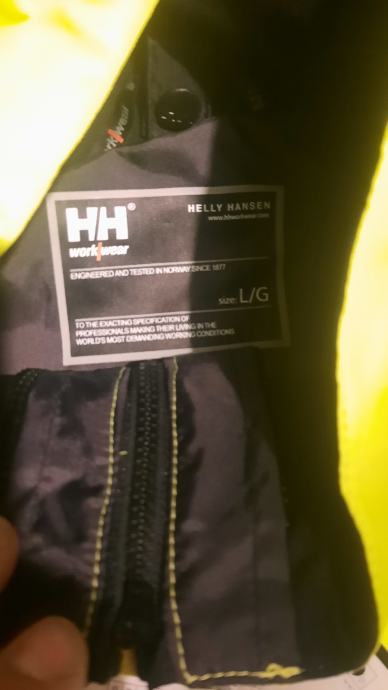 HH®
workwear
HELLY HANSEN
www.hhworkwear.com
ENGINEERED AND TESTED IN NORWAY.SINCE 1877
size: L/G
TO THE EXACTING SPECIFICATION OF
PROFESSIONALS MAKING THEIR LIVING IN THE
WORLD'S MOST DEMANDING WORKING CONDITIONS